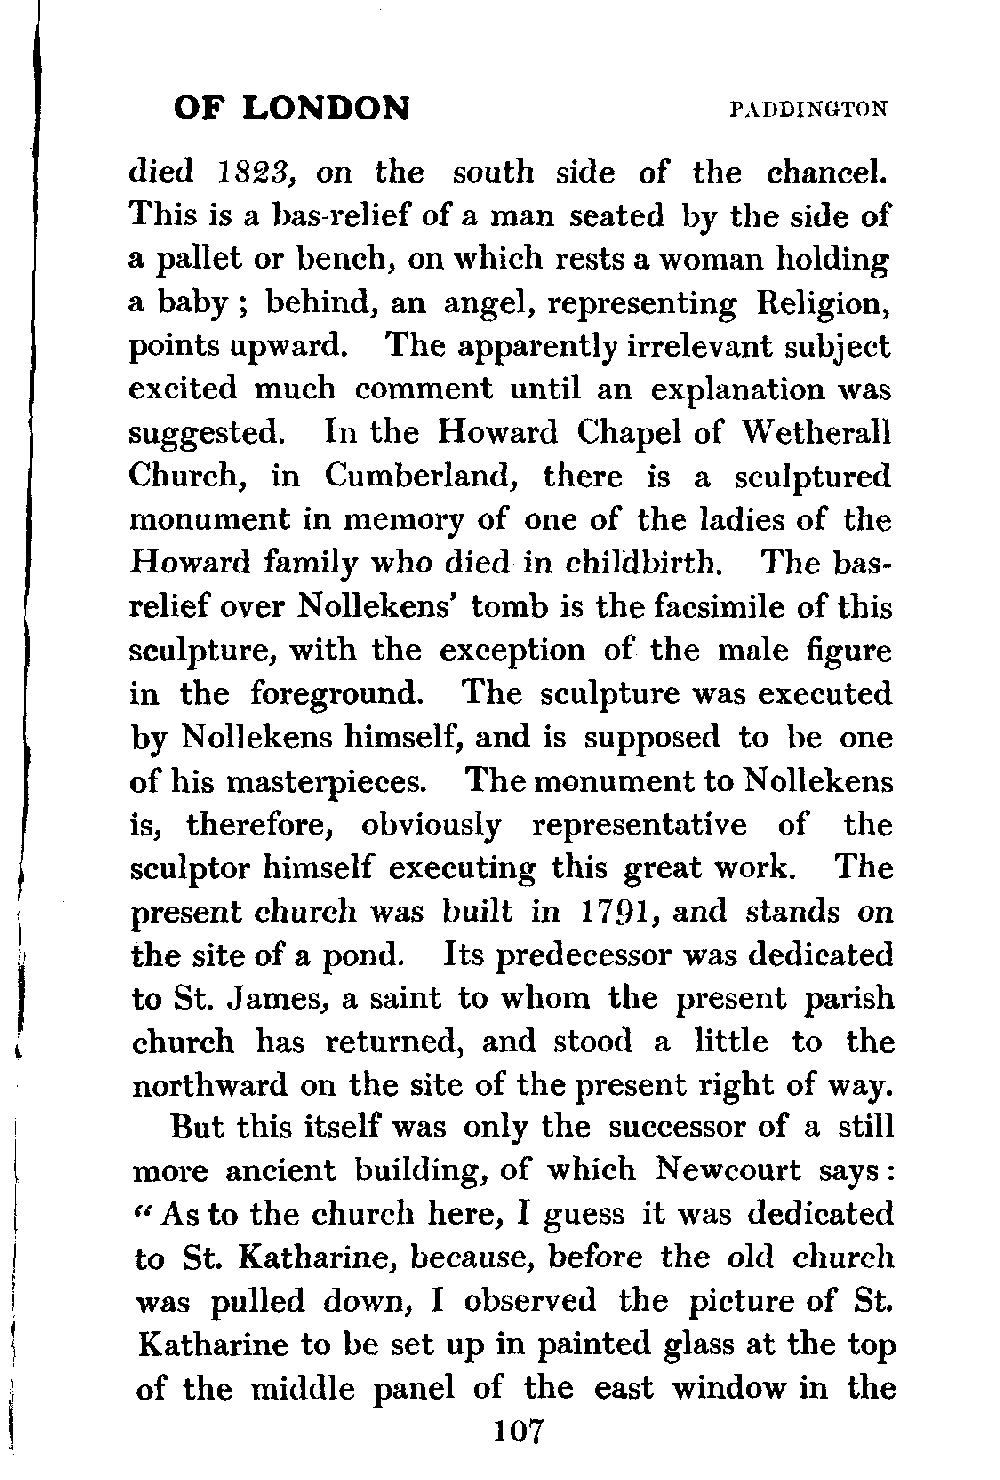 OF LONDON PADDINGTON
died 1823, on the south side of the chancel.
This is a bas-relief of a man seated by the side of
a pallet or bench, on which rests a woman holding
a baby ; behind, an angel, representing Religion,
points upward. The apparently irrelevant subject
excited much comment until an explanation was
suggested. In the Howard Chapel of Wetherall
Church, in Cumberland, there is a sculptured
monument in memory of one of the ladies of the
Howard family who died in childbirth. The bas-
relief over Nollekens' tomb is the facsimile of this
sculpture, with the exception of the male figure
in the foreground. The sculpture was executed
by Nollekens himself, and is supposed to be one
of his masterpieces. The monument to Nollekens
is, therefore, obviously representative of the
sculptor himself executing this great work. The
present church was built in 1791, and stands on
the site of a pond. Its predecessor was dedicated
to St. James, a saint to whom the present parish
church has returned, and stood a little to the
northward on the site of the present right of way.
But this itself was only the successor of a still
more ancient building, of which Newcourt says :
“ As to the church here, I guess it was dedicated
to St. Katharine, because, before the old church
was pulled down, I observed the picture of St.
Katharine to be set up in painted glass at the top
of the middle panel of the east window in the
107